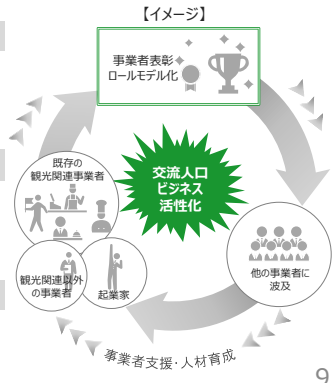 【イメージ】
事業者表彰
ロールモデル化
既存の
観光関連事業者
交流人口
ビジネス
活性化
観光関連以外
の事業者
起業家
他の事業者に
波及
事業者支援・人材育成
9